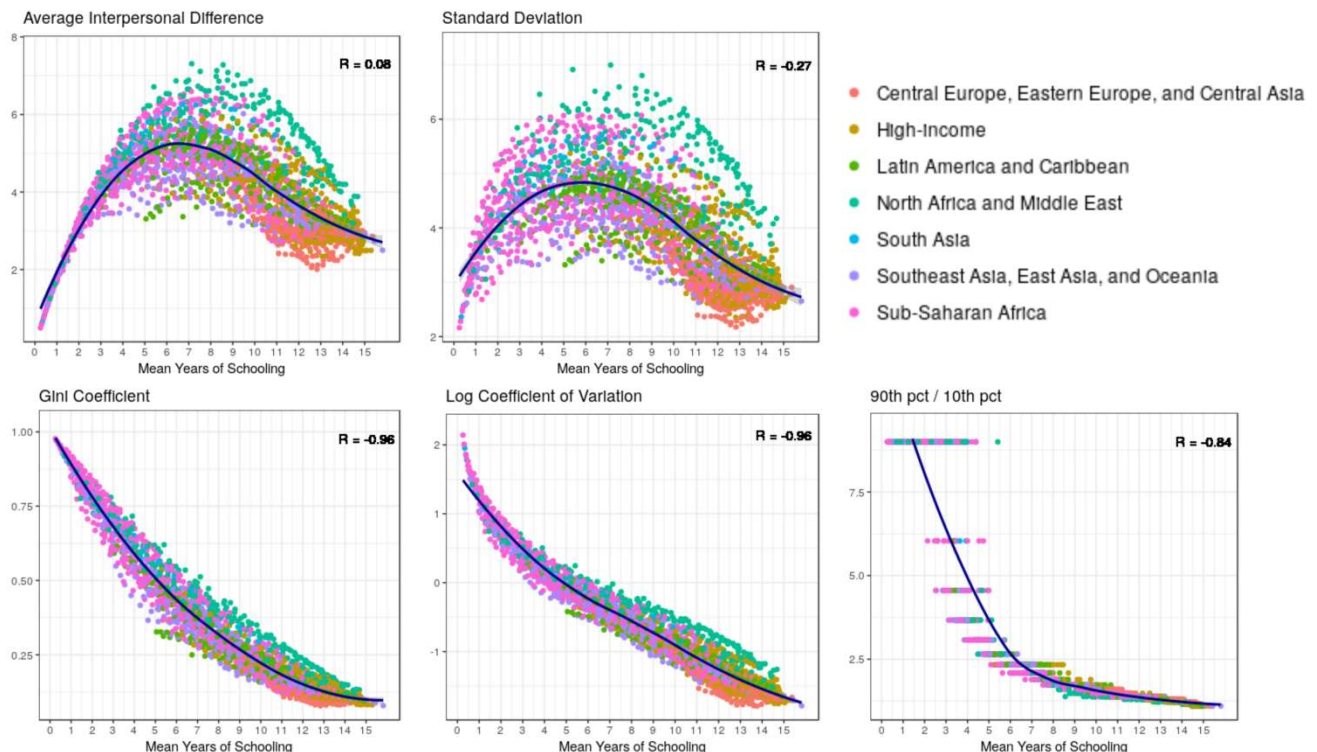 Average Interpersonal Difference
R = 0.08
8
6
4
2
0 1 2 3 4 5 6 7 8 9 10 11 12 13 14 15
Mean Years of Schooling
Standard Deviation
R = -0.27
6
4
2
0 1 2 3 4 5 6 7 8 9 10 11 12 13 14 15
Mean Years of Schooling
Central Europe, Eastern Europe, and Central Asia
High-income
Latin America and Caribbean
North Africa and Middle East
South Asia
Southeast Asia, East Asia, and Oceania
Sub-Saharan Africa
Gini Coefficient
R = -0.96
1.00
0.75
0.50
0.25
0 1 2 3 4 5 6 7 8 9 10 11 12 13 14 15
Mean Years of Schooling
Log Coefficient of Variation
R = -0.96
2
1
0
-1
0 1 2 3 4 5 6 7 8 9 10 11 12 13 14 15
Mean Years of Schooling
90th pct / 10th pct
R = -0.84
7.5
5.0
2.5
0 1 2 3 4 5 6 7 8 9 10 11 12 13 14 15
Mean Years of Schooling